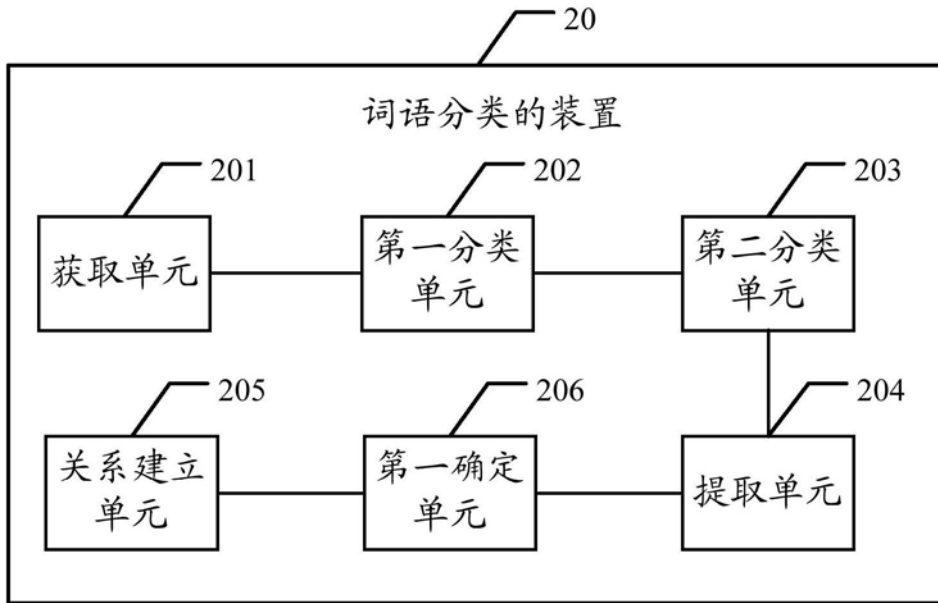 20
词语分类的装置
201
202
203
获取单元
第一分类
单元
第二分类
单元
205
206
204
关系建立
单元
第一确定
单元
提取单元